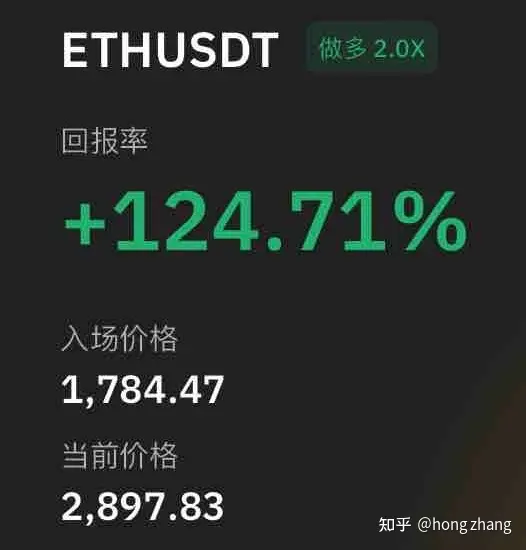 ETHUSDT 做多 2.0X
回报率
+124.71%
入场价格
1,784.47
当前价格
2,897.83
知乎 @hong zhang